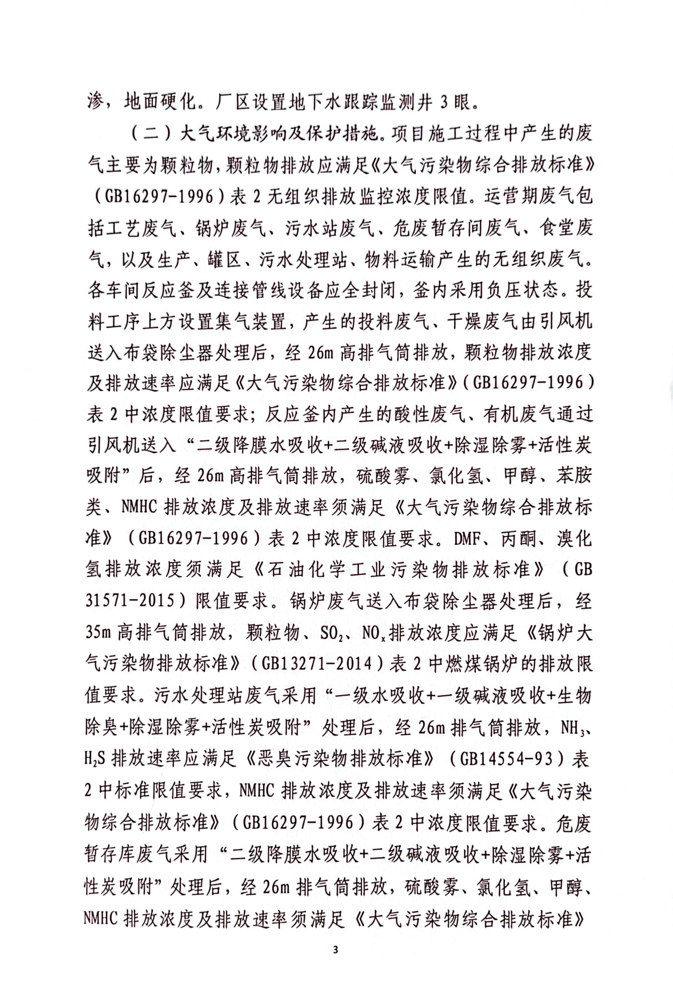 渗，地面硬化。厂区设置地下水跟踪监测井 3 眼。
（二）大气环境影响及保护措施。项目施工过程中产生的废
气主要为颗粒物，颗粒物排放应满足《大气污染物综合排放标准》
（GB16297-1996）表 2 无组织排放监控浓度限值。运营期废气包
括工艺废气、锅炉废气、污水站废气、危废暂存间废气、食堂废
气，以及生产、罐区、污水处理站、物料运输产生的无组织废气。
各车间反应釜及连接管线设备应全封闭，釜内采用负压状态。投
料工序上方设置集气装置，产生的投料废气、干燥废气由引风机
送入布袋除尘器处理后，经 26m 高排气筒排放，颗粒物排放浓度
及排放速率应满足《大气污染物综合排放标准》（GB16297-1996）
表 2 中浓度限值要求；反应釜内产生的酸性废气、有机废气通过
引风机送入“二级降膜水吸收+二级碱液吸收+除湿除雾+活性炭
吸附”后，经 26m 高排气筒排放，硫酸雾、氯化氢、甲醇、苯胺
类、NMHC 排放浓度及排放速率须满足《大气污染物综合排放标
准》（GB16297-1996）表 2 中浓度限值要求。DMF、丙酮、溴化
氢排放浓度须满足《石油化学工业污染物排放标准》（GB
31571-2015）限值要求。锅炉废气送入布袋除尘器处理后，经
35m 高排气筒排放，颗粒物、SO₂、NOₓ排放浓度应满足《锅炉大
气污染物排放标准》（GB13271-2014）表 2 中燃煤锅炉的排放限
值要求。污水处理站废气采用“一级水吸收+一级碱液吸收+生物
除臭+除湿除雾+活性炭吸附”处理后，经 26m 排气筒排放，NH₃、
H₂S 排放速率应满足《恶臭污染物排放标准》（GB14554-93）表
2 中标准限值要求，NMHC 排放浓度及排放速率须满足《大气污染
物综合排放标准》（GB16297-1996）表 2 中浓度限值要求。危废
暂存库废气采用“二级降膜水吸收+二级碱液吸收+除湿除雾+活
性炭吸附”处理后，经 26m 排气筒排放，硫酸雾、氯化氢、甲醇、
NMHC 排放浓度及排放速率须满足《大气污染物综合排放标准》
3